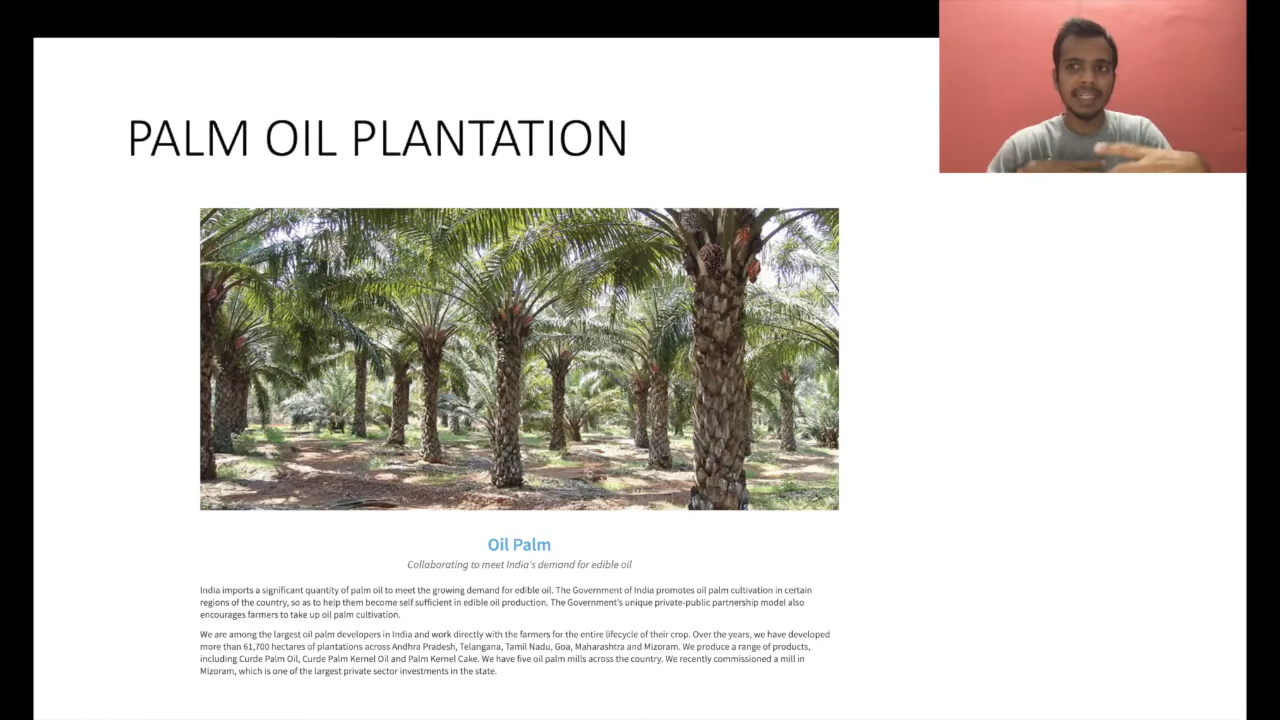 PALM OIL PLANTATION
Oil Palm
Collaborating to meet India's demand for edible oil
India imports a significant quantity of palm oil to meet the growing demand for edible oil. The Government of India promotes oil palm cultivation in certain
regions of the country, so as to help them become self sufficient in edible oil production. The Government's unique private-public partnership model also
encourages farmers to take up oil palm cultivation.
We are among the largest oil palm developers in India and work directly with the farmers for the entire lifecycle of their crop. Over the years, we have developed
more than 61,700 hectares of plantations across Andhra Pradesh, Telangana, Tamil Nadu, Goa, Maharashtra and Mizoram. We produce a range of products,
including Curde Palm Oil, Curde Palm Kernel Oil and Palm Kernel Cake. We have five oil palm mills across the country. We recently commissioned a mill in
Mizoram, which is one of the largest private sector investments in the state.